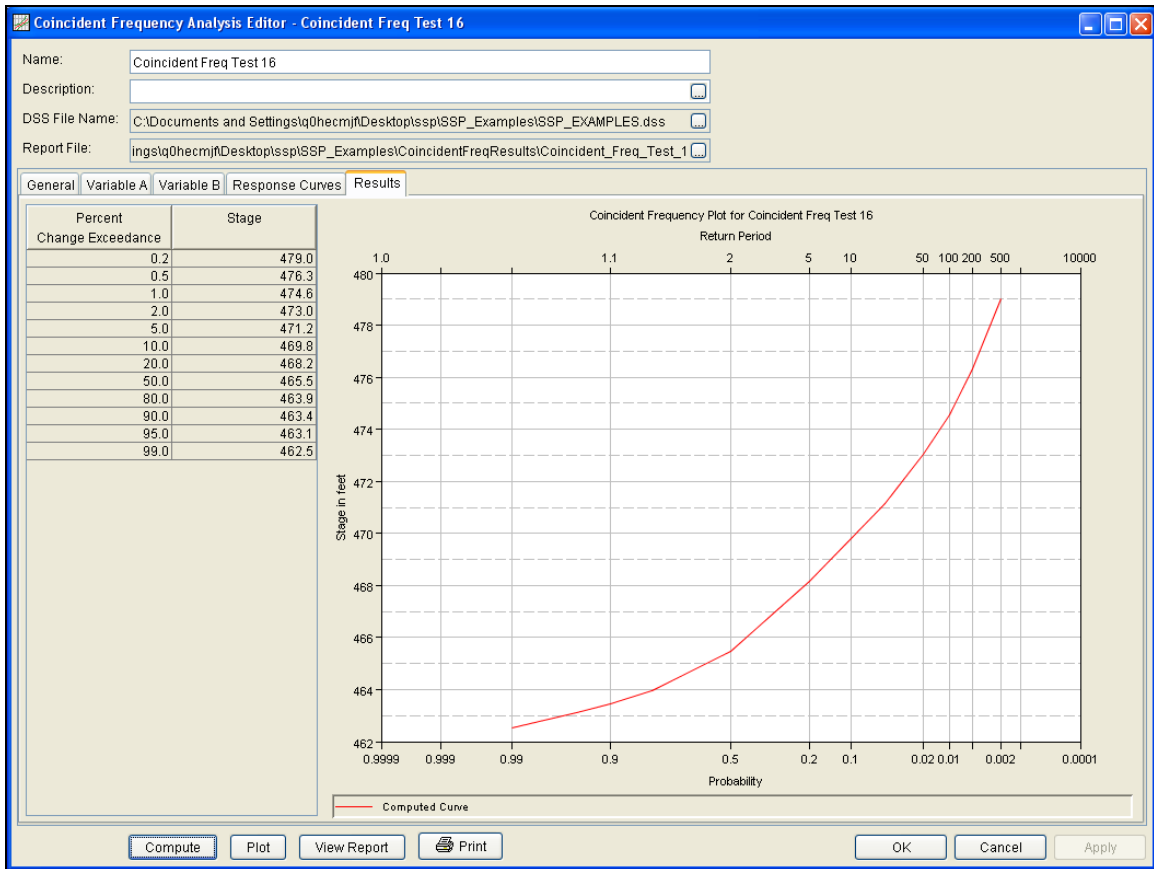 Coincident Frequency Analysis Editor - Coincident Freq Test 16
Name: Coincident Freq Test 16
Description: ...
DSS File Name: C:\Documents and Settings\q0hecmjf\Desktop\ssp\SSP_Examples\SSP_EXAMPLES.dss ...
Report File: ings\q0hecmjf\Desktop\ssp\SSP_Examples\CoincidentFreqResults\Coincident_Freq_Test_1 ...
General Variable A Variable B Response Curves Results
Percent Change Exceedance Stage
0.2 479.0
0.5 476.3
1.0 474.6
2.0 473.0
5.0 471.2
10.0 469.8
20.0 468.2
50.0 465.5
80.0 463.9
90.0 463.4
95.0 463.1
99.0 462.5
Coincident Frequency Plot for Coincident Freq Test 16
Return Period
1.0 1.1 2 5 10 50 100 200 500 10000
480
478
476
474
472
470
468
466
464
462
Stage in feet
0.9999 0.999 0.99 0.9 0.5 0.2 0.1 0.02 0.01 0.002 0.0001
Probability
Computed Curve
Compute Plot View Report Print OK Cancel Apply